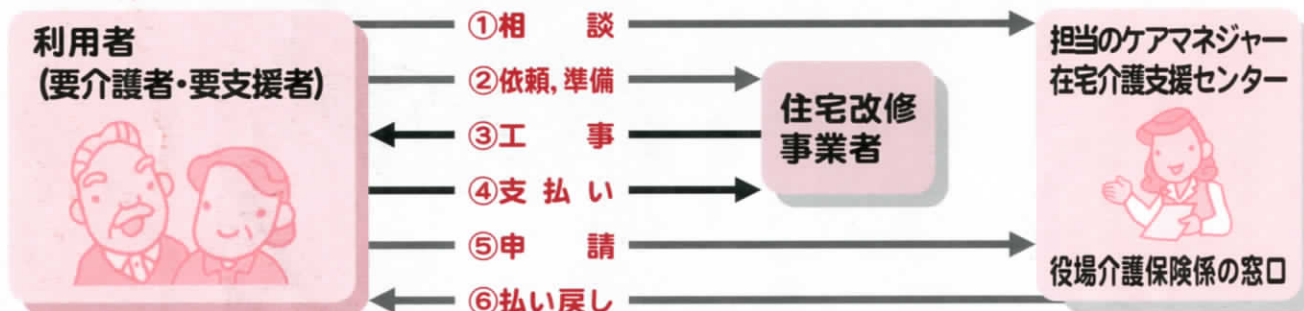 利用者
(要介護者・要支援者)
①相談
②依頼,準備
③工事
④支払い
⑤申請
⑥払い戻し
住宅改修
事業者
担当のケアマネジャー
在宅介護支援センター
役場介護保険係の窓口